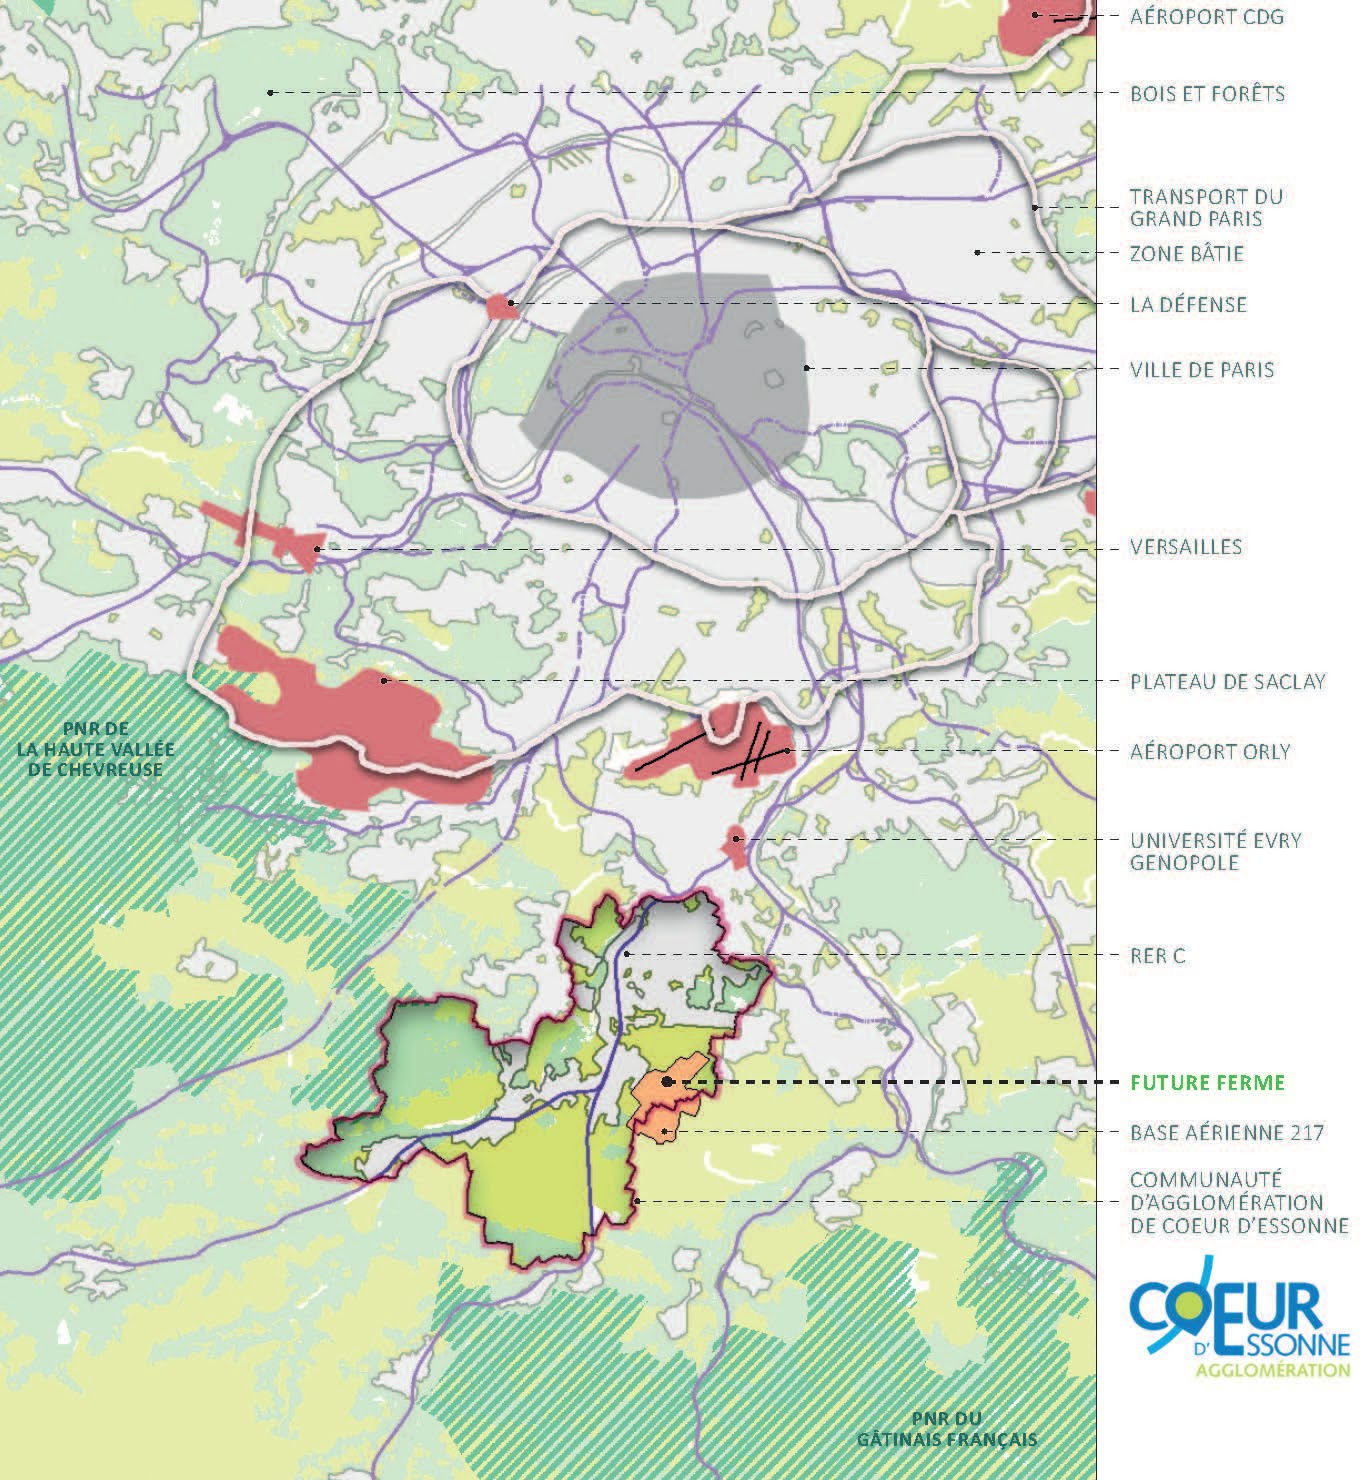 AÉROPORT CDG
BOIS ET FORÊTS
TRANSPORT DU
GRAND PARIS
ZONE BÂTIE
LA DÉFENSE
VILLE DE PARIS
VERSAILLES
PLATEAU DE SACLAY
PNR DE
LA HAUTE VALLÉE
DE CHEVREUSE
AÉROPORT ORLY
UNIVERSITÉ EVRY
GENOPOLE
RER C
FUTURE FERME
BASE AÉRIENNE 217
COMMUNAUTÉ
D'AGGLOMÉRATION
DE COEUR D'ESSONNE
CŒUR
D'ESSONNE
AGGLOMÉRATION
PNR DU
GÂTINAIS FRANÇAIS